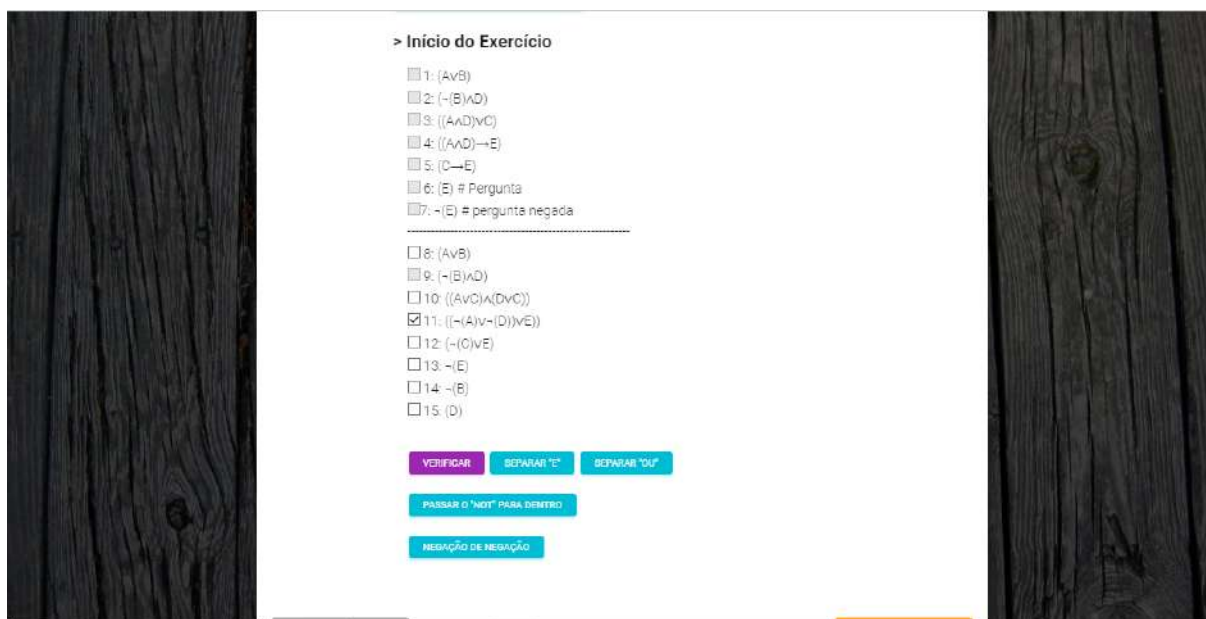 > Início do Exercício
1: (A∨B)
2: (¬(B)∧D)
3: ((A∧D)∨C)
4: ((A∧D)→E)
5: (C→E)
6: (E) # Pergunta
7: ¬(E) # pergunta negada
--------------------------------------------------------
8: (A∨B)
9: (¬(B)∧D)
10: ((A∨C)∧(D∨C))
11: ((¬(A)∨¬(D))∨E))
12: (¬(C)∨E)
13: ¬(E)
14: ¬(B)
15: (D)
VERIFICAR SEPARAR "E" SEPARAR "OU"
PASSAR O "NOT" PARA DENTRO
NEGAÇÃO DE NEGAÇÃO